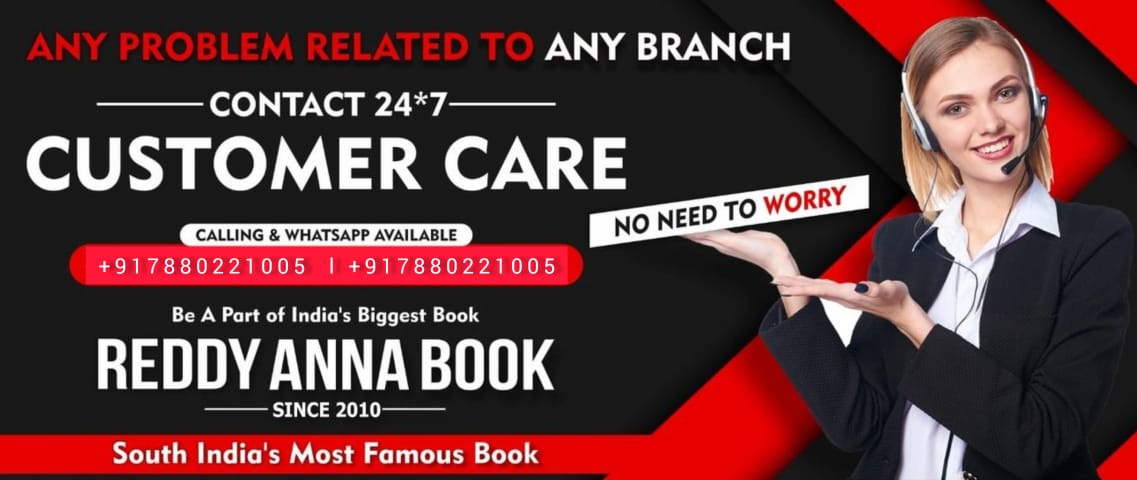 ANY PROBLEM RELATED TO ANY BRANCH
CONTACT 24*7
CUSTOMER CARE
NO NEED TO WORRY
CALLING & WHATSAPP AVAILABLE
+917880221005 | +917880221005
Be A Part of India's Biggest Book
REDDY ANNA BOOK
SINCE 2010
South India's Most Famous Book